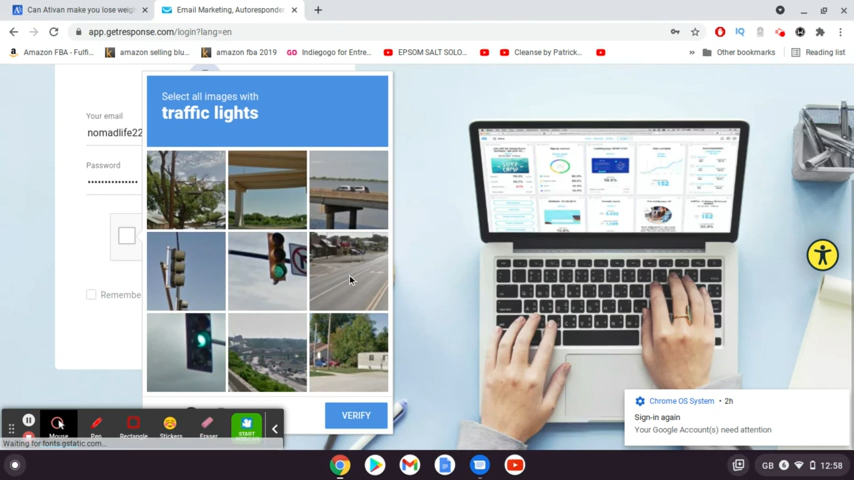 Can Ativan make you lose weigh
Email Marketing, Autoresponder
app.getresponse.com/login?lang=en
Amazon FBA - Fulfi...
amazon selling blu...
amazon fba 2019
GO Indiegogo for Entre...
EPSOM SALT SOLO...
Cleanse by Patrick...
»
Other bookmarks
Reading list
Select all images with
traffic lights
Your email
nomadlife22
Password
••••••••••••••
Remembe
VERIFY
Chrome OS System • 2h
Sign-in again
Your Google Account(s) need attention
Mouse
Pen
Rectangle
Stickers
Eraser
START
Waiting for fonts.gstatic.com...
GB
12:58